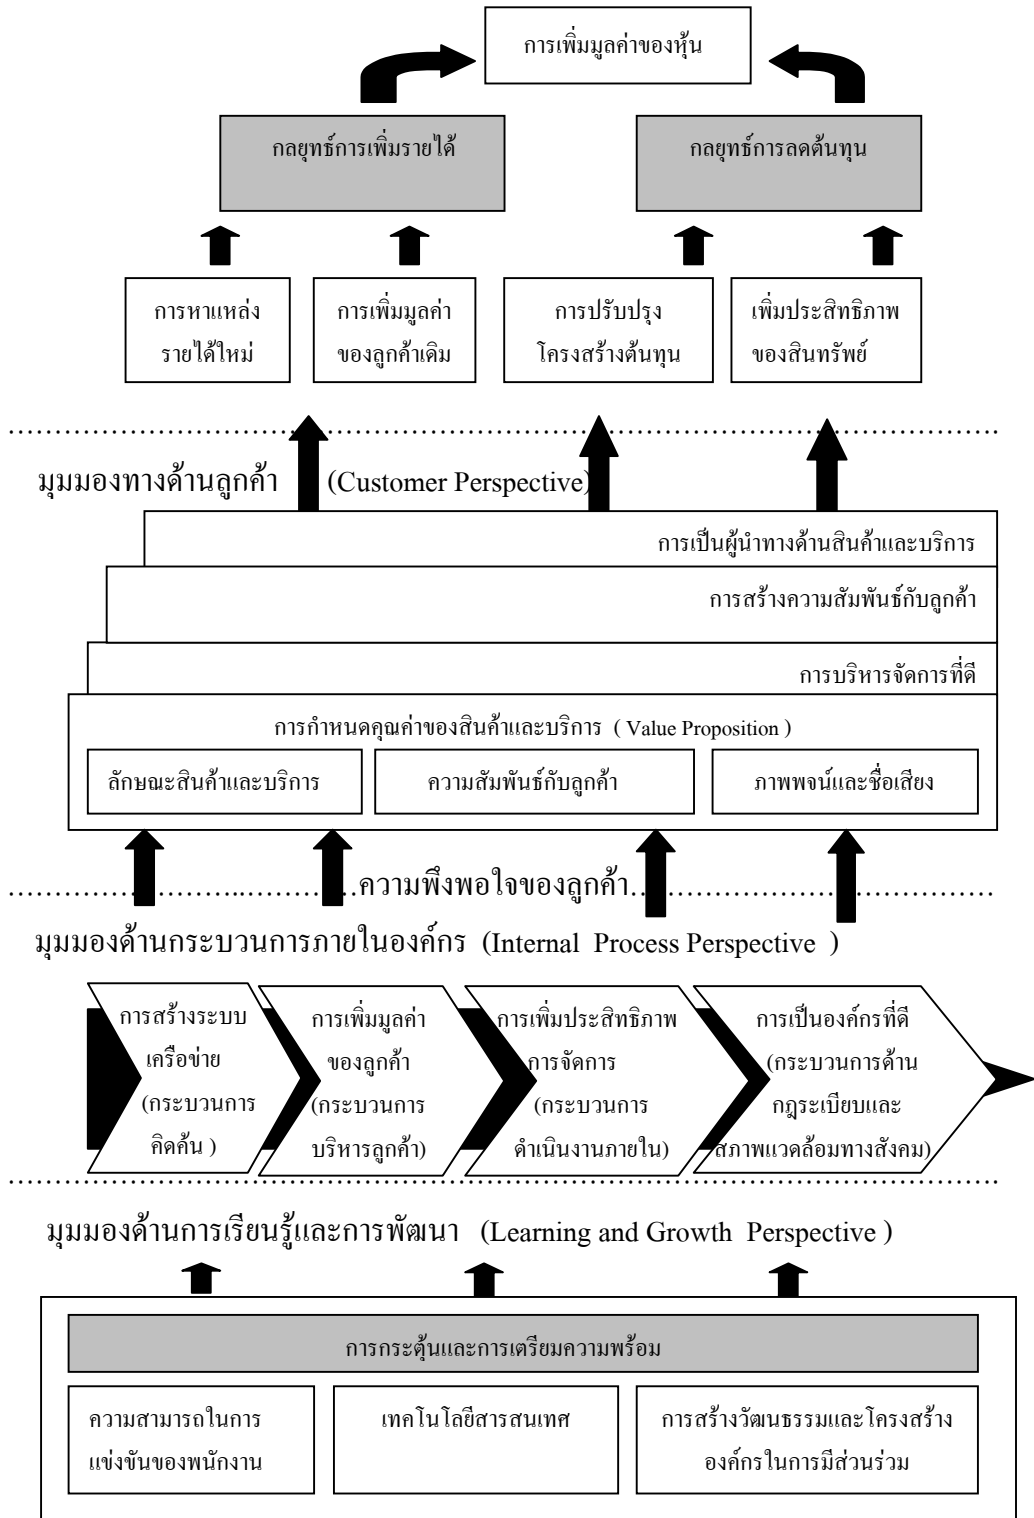 การเพิ่มมูลค่าของหุ้น
กลยุทธ์การเพิ่มรายได้
กลยุทธ์การลดต้นทุน
การหาแหล่ง
รายได้ใหม่
การเพิ่มมูลค่า
ของลูกค้าเดิม
การปรับปรุง
โครงสร้างต้นทุน
เพิ่มประสิทธิภาพ
ของสินทรัพย์
มุมมองทางด้านลูกค้า (Customer Perspective)
การเป็นผู้นำทางด้านสินค้าและบริการ
การสร้างความสัมพันธ์กับลูกค้า
การบริหารจัดการที่ดี
การกำหนดคุณค่าของสินค้าและบริการ ( Value Proposition )
ลักษณะสินค้าและบริการ
ความสัมพันธ์กับลูกค้า
ภาพพจน์และชื่อเสียง
ความพึงพอใจของลูกค้า
มุมมองด้านกระบวนการภายในองค์กร (Internal Process Perspective )
การสร้างระบบ
เครือข่าย
(กระบวนการ
คิดค้น )
การเพิ่มมูลค่า
ของลูกค้า
(กระบวนการ
บริหารลูกค้า)
การเพิ่มประสิทธิภาพ
การจัดการ
(กระบวนการ
ดำเนินงานภายใน)
การเป็นองค์กรที่ดี
(กระบวนการด้าน
กฎระเบียบและ
สภาพแวดล้อมทางสังคม)
มุมมองด้านการเรียนรู้และการพัฒนา (Learning and Growth Perspective )
การกระตุ้นและการเตรียมความพร้อม
ความสามารถในการ
แข่งขันของพนักงาน
เทคโนโลยีสารสนเทศ
การสร้างวัฒนธรรมและโครงสร้าง
องค์กรในการมีส่วนร่วม